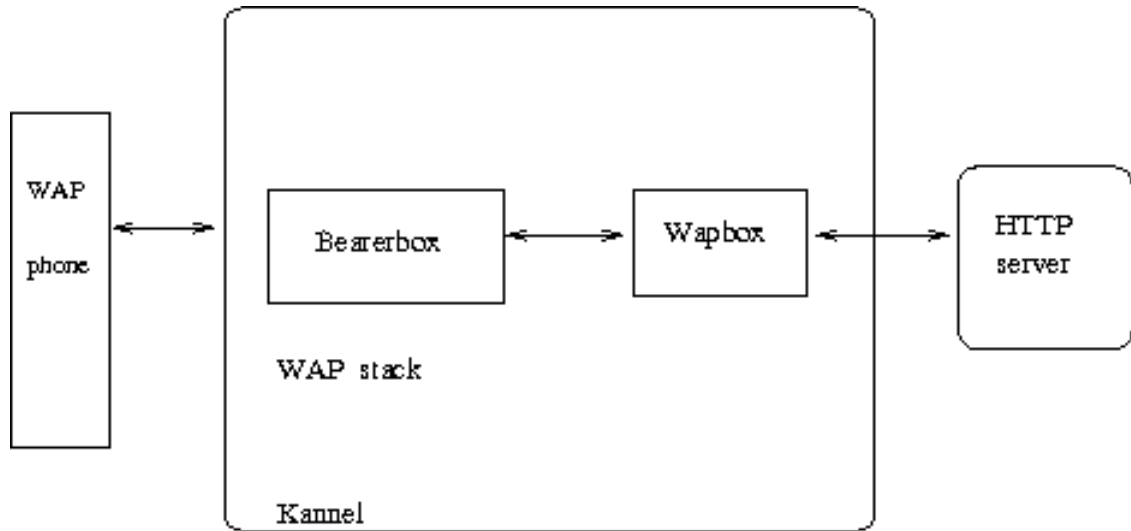 WAP
phone
Bearerbox
Wapbox
HTTP
server
WAP stack
Kannel